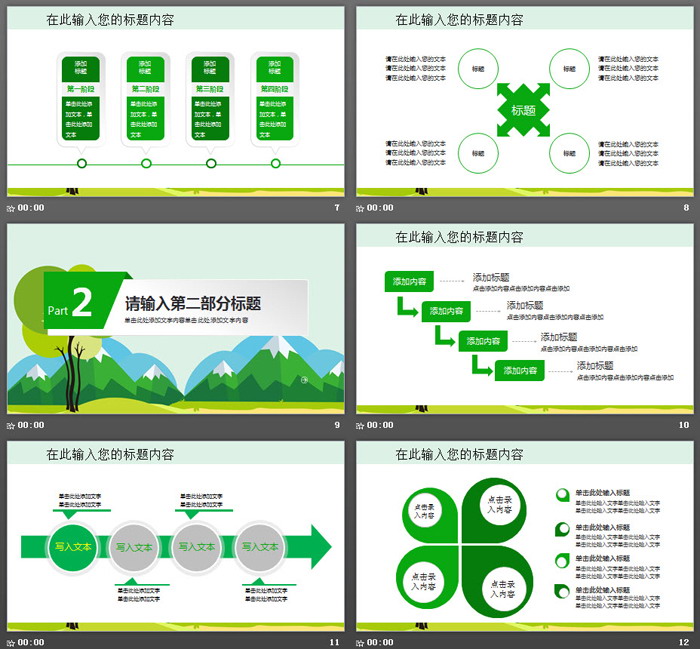 在此输入您的标题内容
添加
标题
第一阶段
单击此处添
加文本，单
击此处添加
文本
添加
标题
第二阶段
单击此处添
加文本，单
击此处添加
文本
添加
标题
第三阶段
单击此处添
加文本，单
击此处添加
文本
添加
标题
第四阶段
单击此处添
加文本，单
击此处添加
文本
00:00
7
在此输入您的标题内容
请在此处输入您的文本
请在此处输入您的文本
请在此处输入您的文本
标题
标题
请在此处输入您的文本
请在此处输入您的文本
请在此处输入您的文本
标题
请在此处输入您的文本
请在此处输入您的文本
请在此处输入您的文本
标题
标题
请在此处输入您的文本
请在此处输入您的文本
请在此处输入您的文本
00:00
8
Part 2
请输入第二部分标题
单击此处添加文字内容单击此处添加文字内容
00:00
9
在此输入您的标题内容
添加内容
添加标题
点击添加内容点击添加内容点击添加
添加内容
添加标题
点击添加内容点击添加内容点击添加
添加内容
添加标题
点击添加内容点击添加内容点击添加
添加内容
添加标题
点击添加内容点击添加内容点击添加
00:00
10
在此输入您的标题内容
单击此处添加文字
单击此处添加文字
单击此处添加文字
单击此处添加文字
写入文本
写入文本
写入文本
写入文本
单击此处添加文字
单击此处添加文字
单击此处添加文字
单击此处添加文字
00:00
11
在此输入您的标题内容
点击录
入内容
点击录
入内容
点击录
入内容
点击录
入内容
单击此处输入标题
单击此处输入文字单击此处输入文字
单击此处输入文字单击此处输入文字
单击此处输入标题
单击此处输入文字单击此处输入文字
单击此处输入文字单击此处输入文字
单击此处输入标题
单击此处输入文字单击此处输入文字
单击此处输入文字单击此处输入文字
单击此处输入标题
单击此处输入文字单击此处输入文字
单击此处输入文字单击此处输入文字
00:00
12